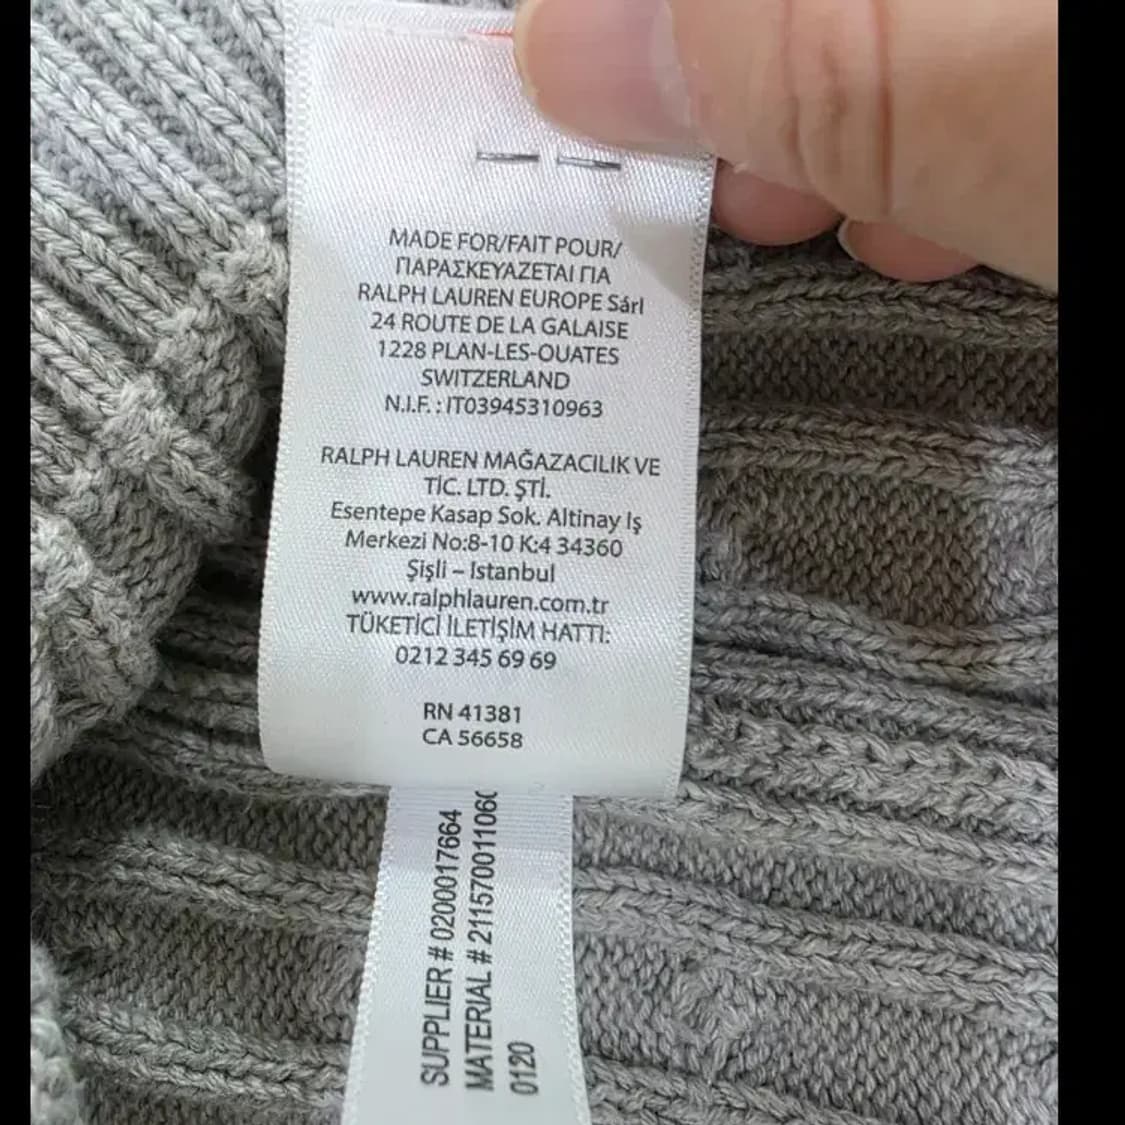 MADE FOR/FAIT POUR/
ΠΑΡΑΣΚΕΥΑΖΕΤΑΙ ΓΙΑ
RALPH LAUREN EUROPE Sárl
24 ROUTE DE LA GALAISE
1228 PLAN-LES-OUATES
SWITZERLAND
N.I.F. : IT03945310963
RALPH LAUREN MAĞAZACILIK VE
TİC. LTD. ŞTİ.
Esentepe Kasap Sok. Altinay Iş
Merkezi No:8-10 K:4 34360
Şişli – Istanbul
www.ralphlauren.com.tr
TÜKETİCİ İLETİŞİM HATTI:
0212 345 69 69
RN 41381
CA 56658
SUPPLIER # 0200017664
MATERIAL #
0120